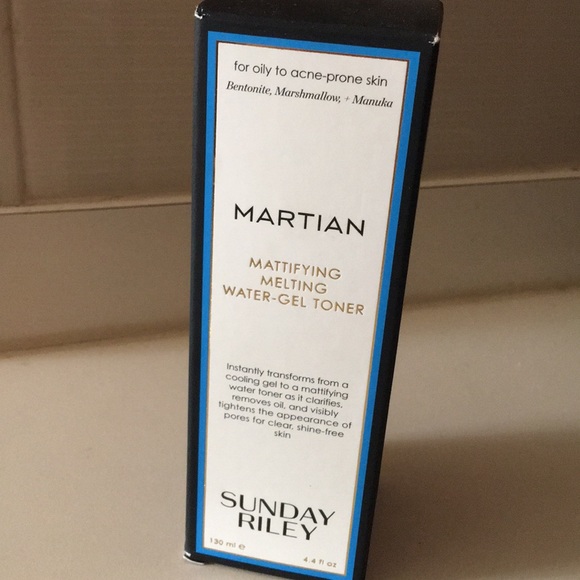 for oily to acne-prone skin
Bentonite, Marshmallow, + Manuka
MARTIAN
MATTIFYING
MELTING
WATER-GEL TONER
Instantly transforms from a
cooling gel to a mattifying
water toner as it clarifies,
removes oil, and visibly
tightens the appearance of
pores for clear, shine-free
skin
SUNDAY
RILEY
130 ml e
4.4 fl oz